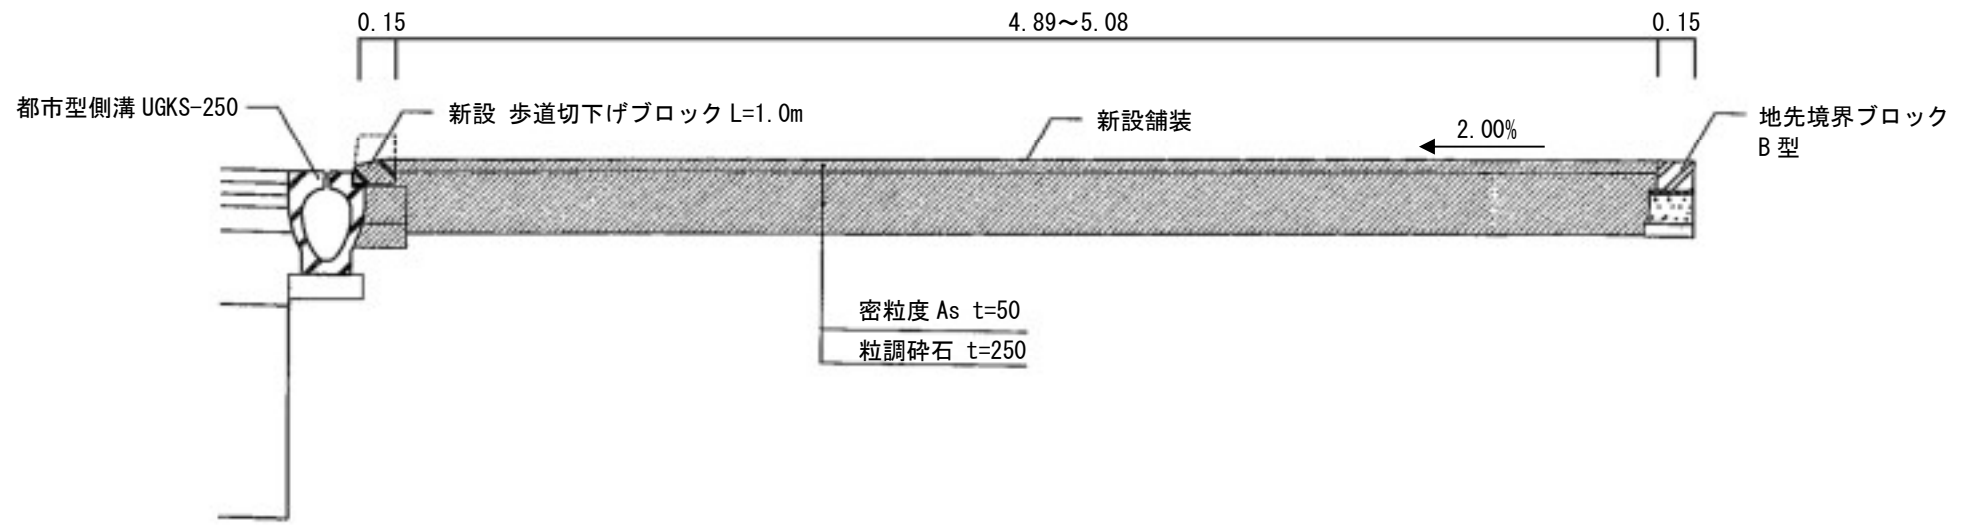 0.15
4.89～5.08
0.15
都市型側溝 UGKS-250
新設 歩道切下げブロック L=1.0m
新設舗装
2.00%
地先境界ブロック
B 型
密粒度 As t=50
粒調砕石 t=250